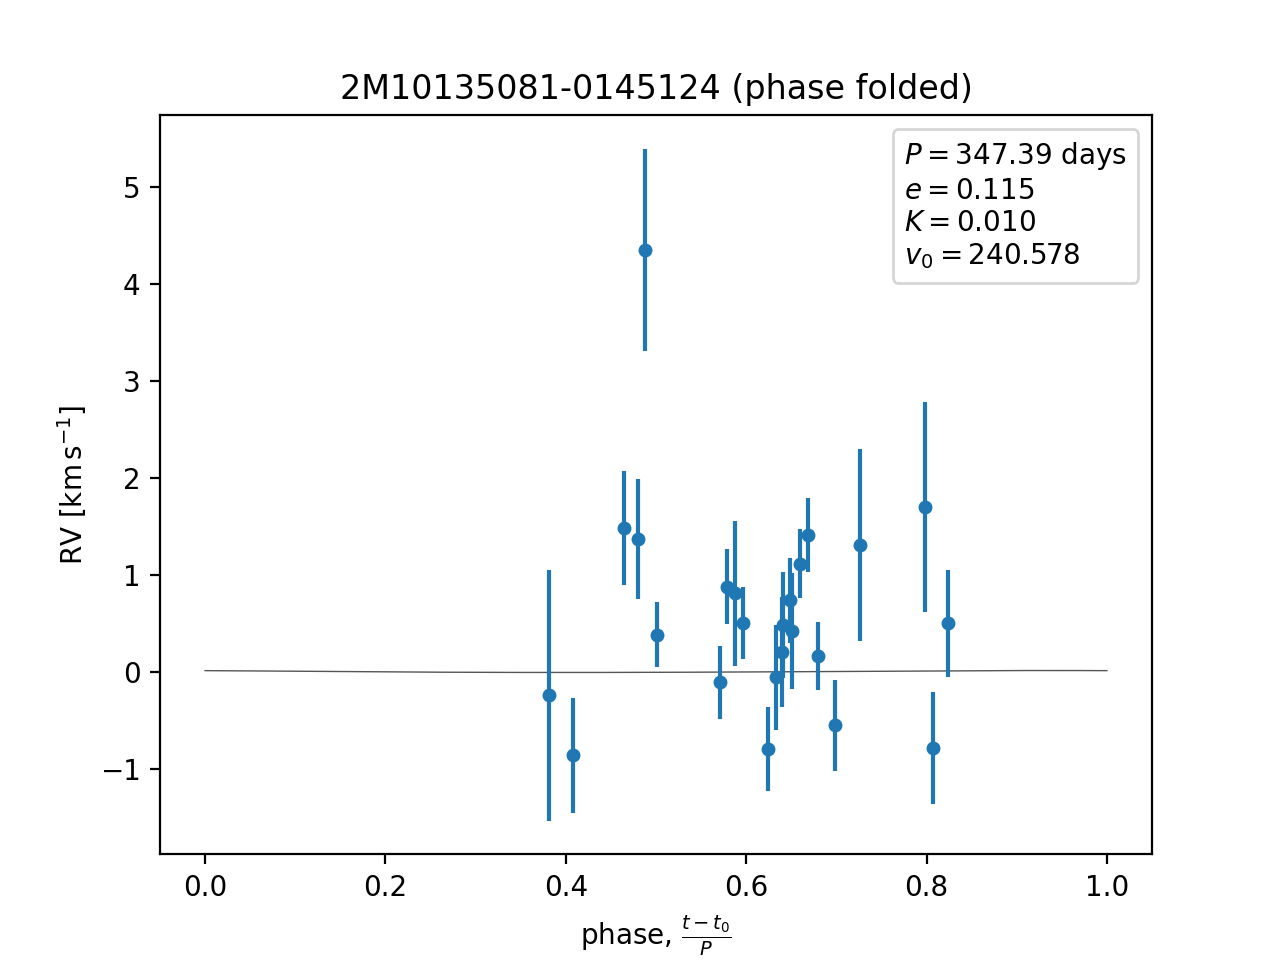 2M10135081-0145124 (phase folded)
P = 347.39 days
e = 0.115
K = 0.010
v₀ = 240.578
5
4
3
2
1
0
−1
RV [km s⁻¹]
0.0 0.2 0.4 0.6 0.8 1.0
phase, (t − t₀)/P